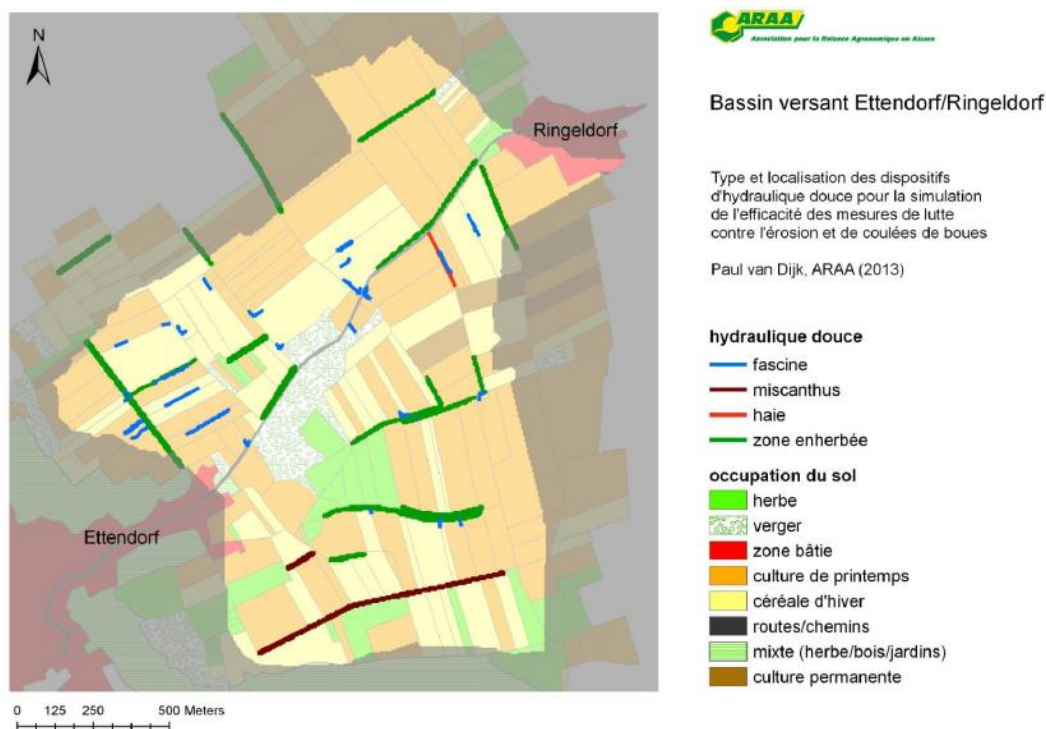 N
Ringeldorf
Ettendorf
0 125 250 500 Meters
ARAA
Association pour la Relance Agronomique en Alsace
Bassin versant Ettendorf/Ringeldorf
Type et localisation des dispositifs
d'hydraulique douce pour la simulation
de l'efficacité des mesures de lutte
contre l'érosion et de coulées de boues
Paul van Dijk, ARAA (2013)
hydraulique douce
fascine
miscanthus
haie
zone enherbée
occupation du sol
herbe
verger
zone bâtie
culture de printemps
céréale d'hiver
routes/chemins
mixte (herbe/bois/jardins)
culture permanente